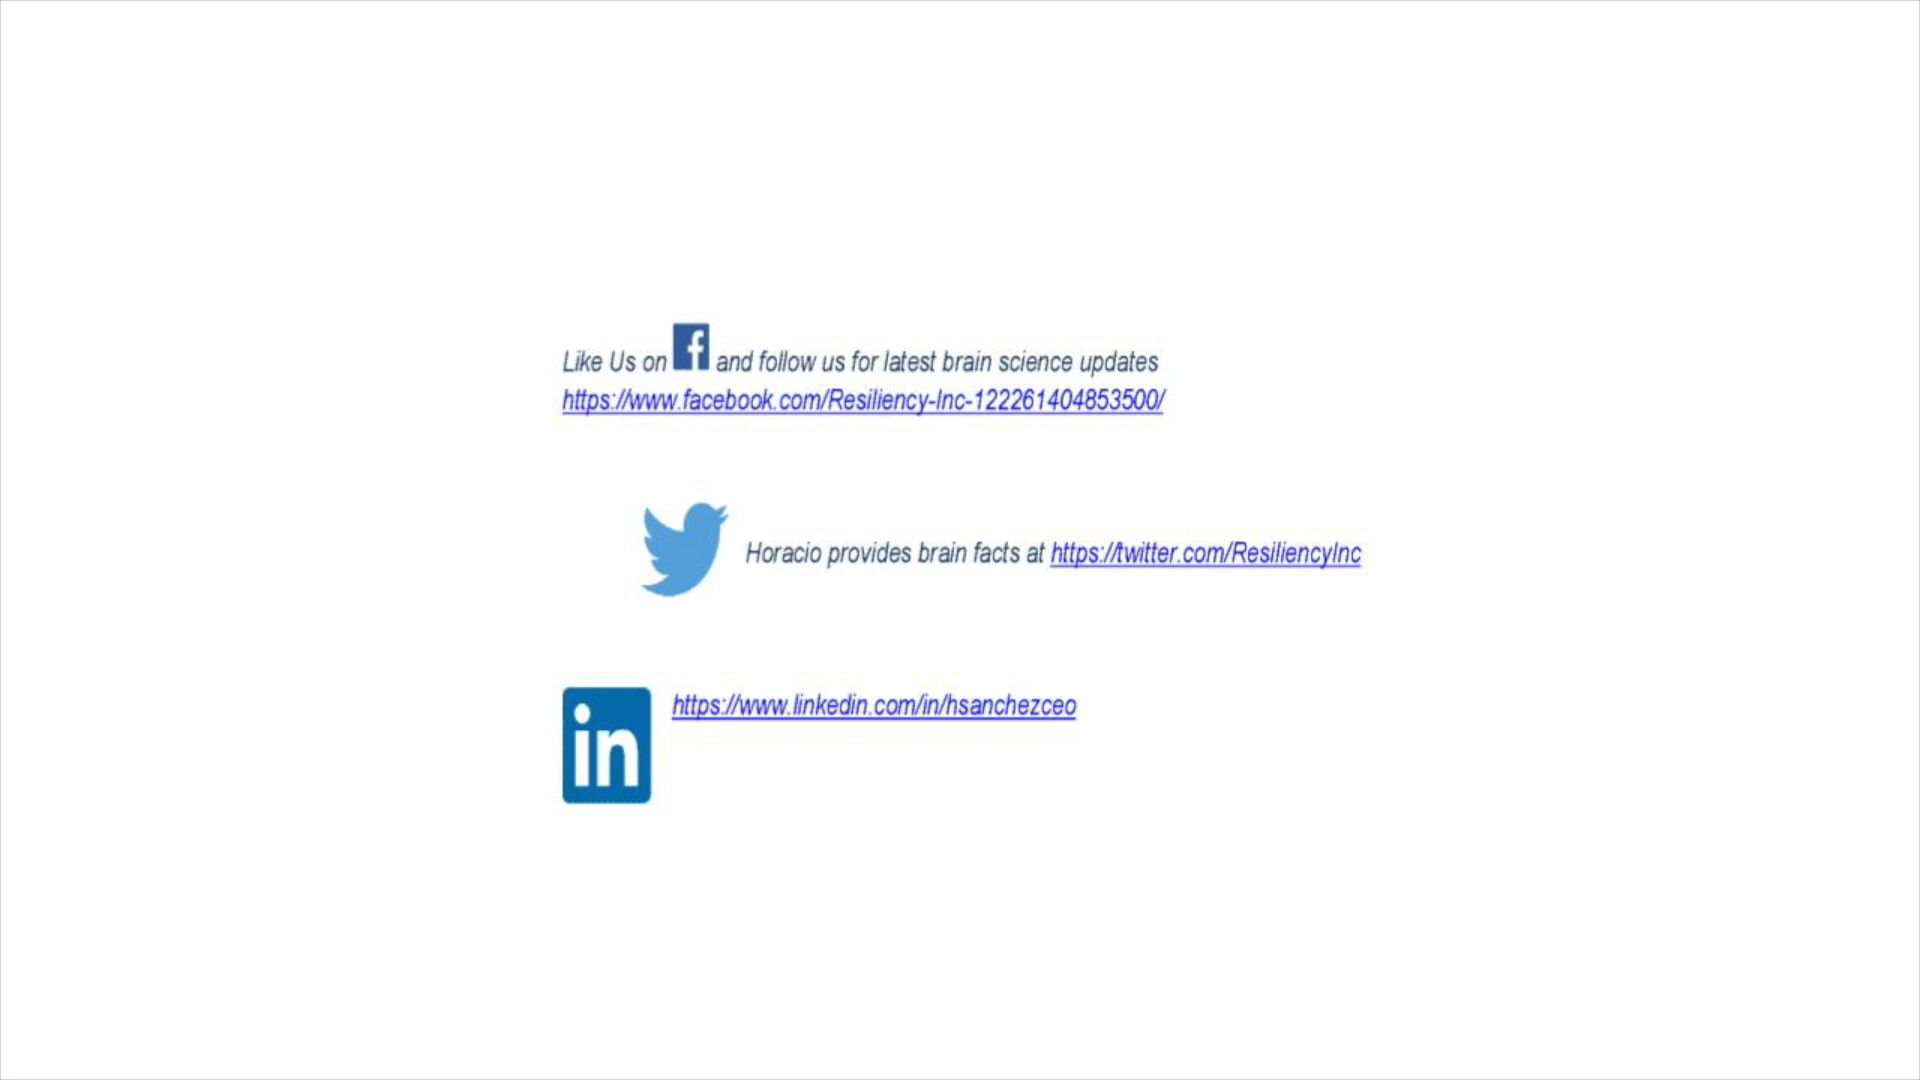 Like Us on f and follow us for latest brain science updates
https://www.facebook.com/Resiliency-Inc-122261404853500/
Horacio provides brain facts at https://twitter.com/ResiliencyInc
in https://www.linkedin.com/in/hsanchezceo